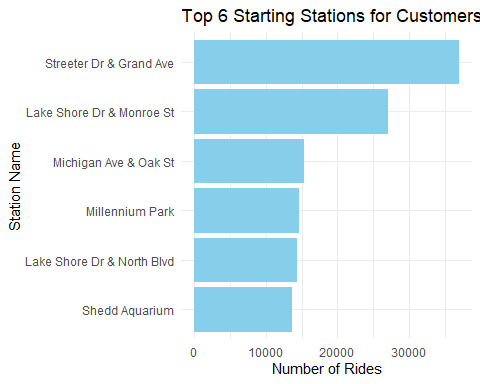 Top 6 Starting Stations for Customers
Streeter Dr & Grand Ave
Lake Shore Dr & Monroe St
Michigan Ave & Oak St
Millennium Park
Lake Shore Dr & North Blvd
Shedd Aquarium
Station Name
0 10000 20000 30000
Number of Rides